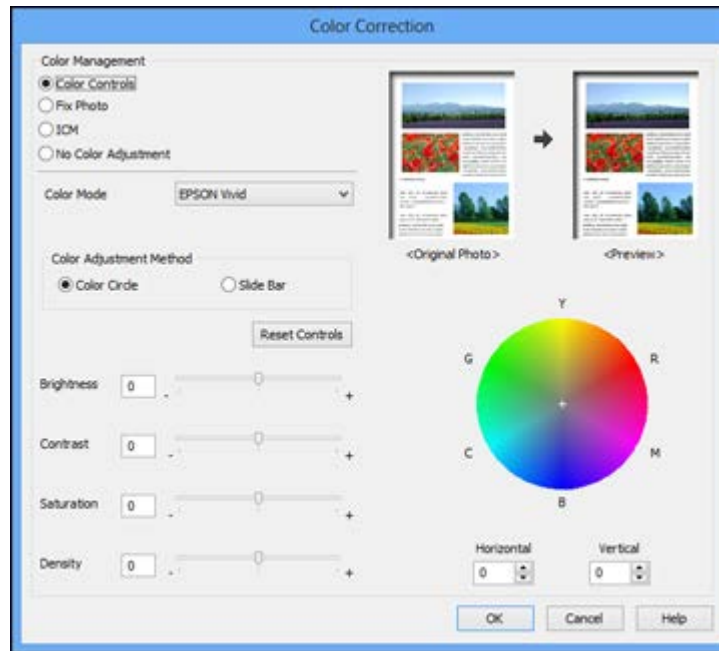 Color Correction
Color Management
Color Controls
Fix Photo
ICM
No Color Adjustment
Color Mode
EPSON Vivid
<Original Photo>
<Preview>
Color Adjustment Method
Color Circle
Slide Bar
Reset Controls
Brightness 0 - +
Contrast 0 - +
Saturation 0 - +
Density 0 - +
Y
G R
C M
B
Horizontal Vertical
0 0
OK Cancel Help